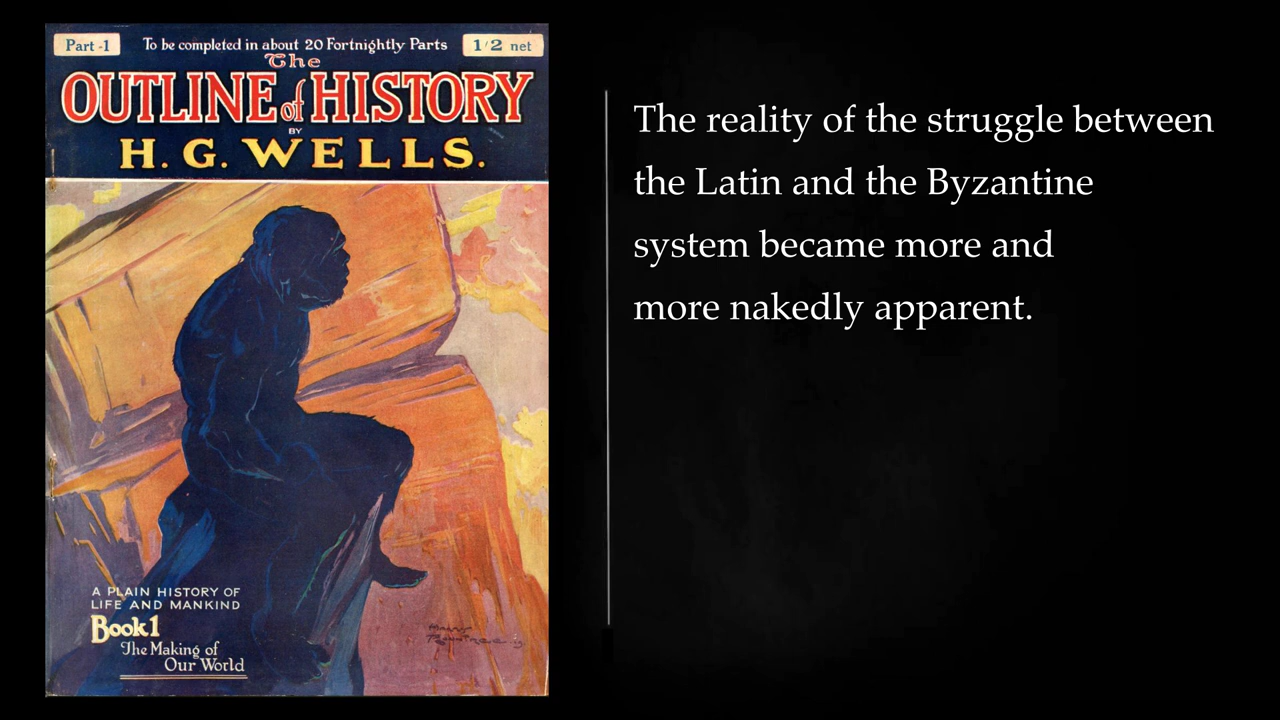 Part -1
To be completed in about 20 Fortnightly Parts
1/2 net
The
OUTLINE of HISTORY
BY
H. G. WELLS.
A PLAIN HISTORY OF
LIFE AND MANKIND
Book 1
The Making of
Our World
The reality of the struggle between
the Latin and the Byzantine
system became more and
more nakedly apparent.